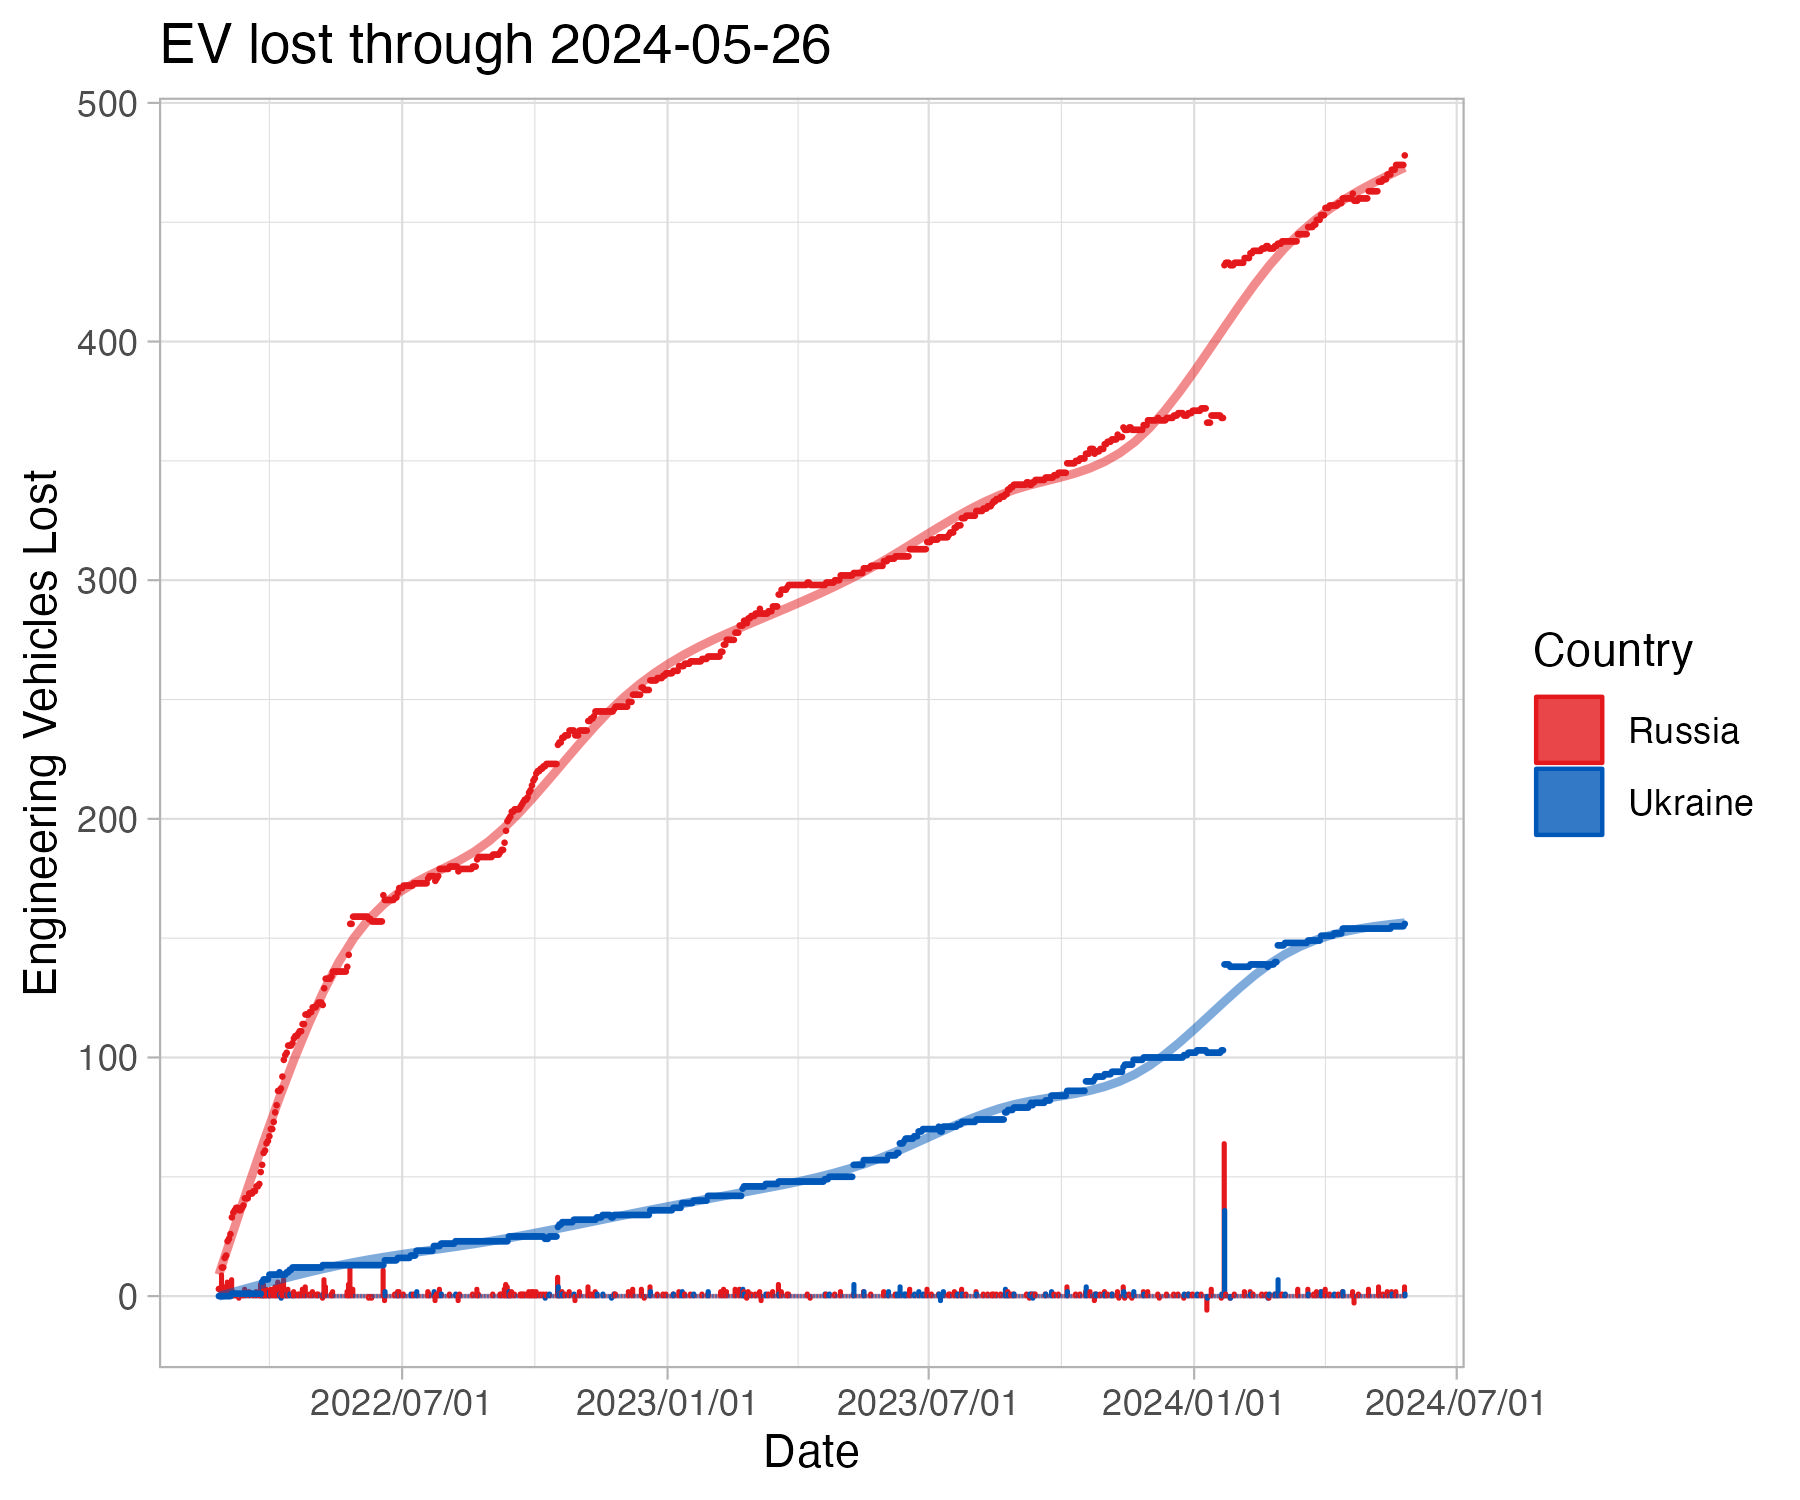 EV lost through 2024-05-26
500
400
300
200
100
0
Engineering Vehicles Lost
2022/07/01
2023/01/01
2023/07/01
2024/01/01
2024/07/01
Date
Country
Russia
Ukraine